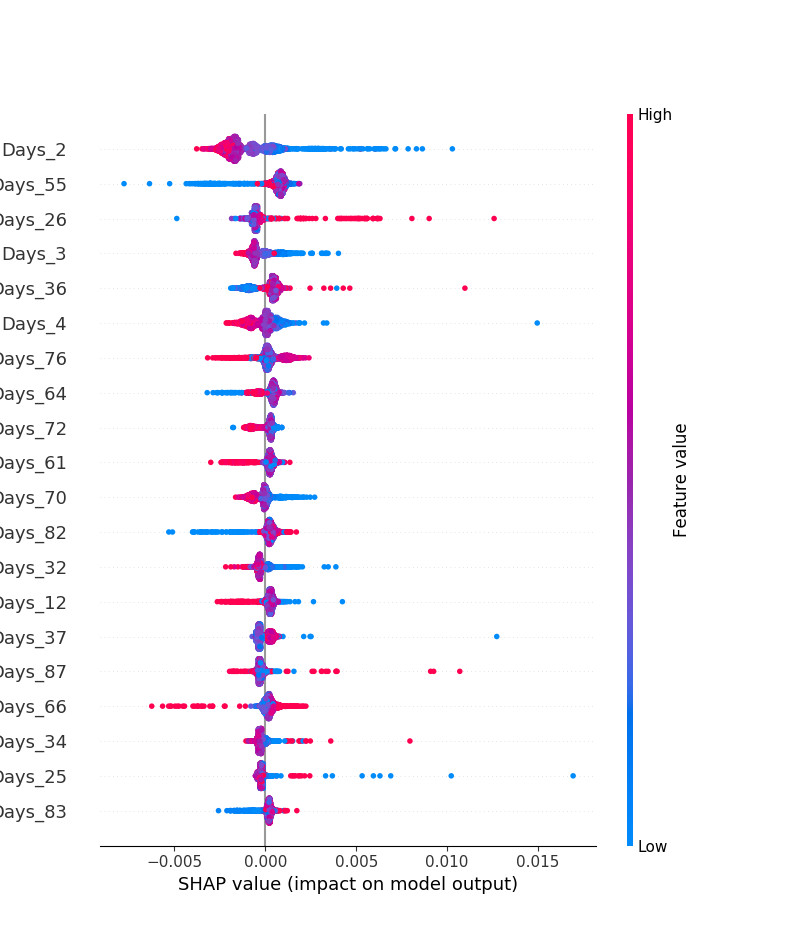 High
Days_2
Days_55
Days_26
Days_3
Days_36
Days_4
Days_76
Days_64
Days_72
Days_61
Days_70
Days_82
Days_32
Days_12
Days_37
Days_87
Days_66
Days_34
Days_25
Days_83
Feature value
Low
−0.005 0.000 0.005 0.010 0.015
SHAP value (impact on model output)